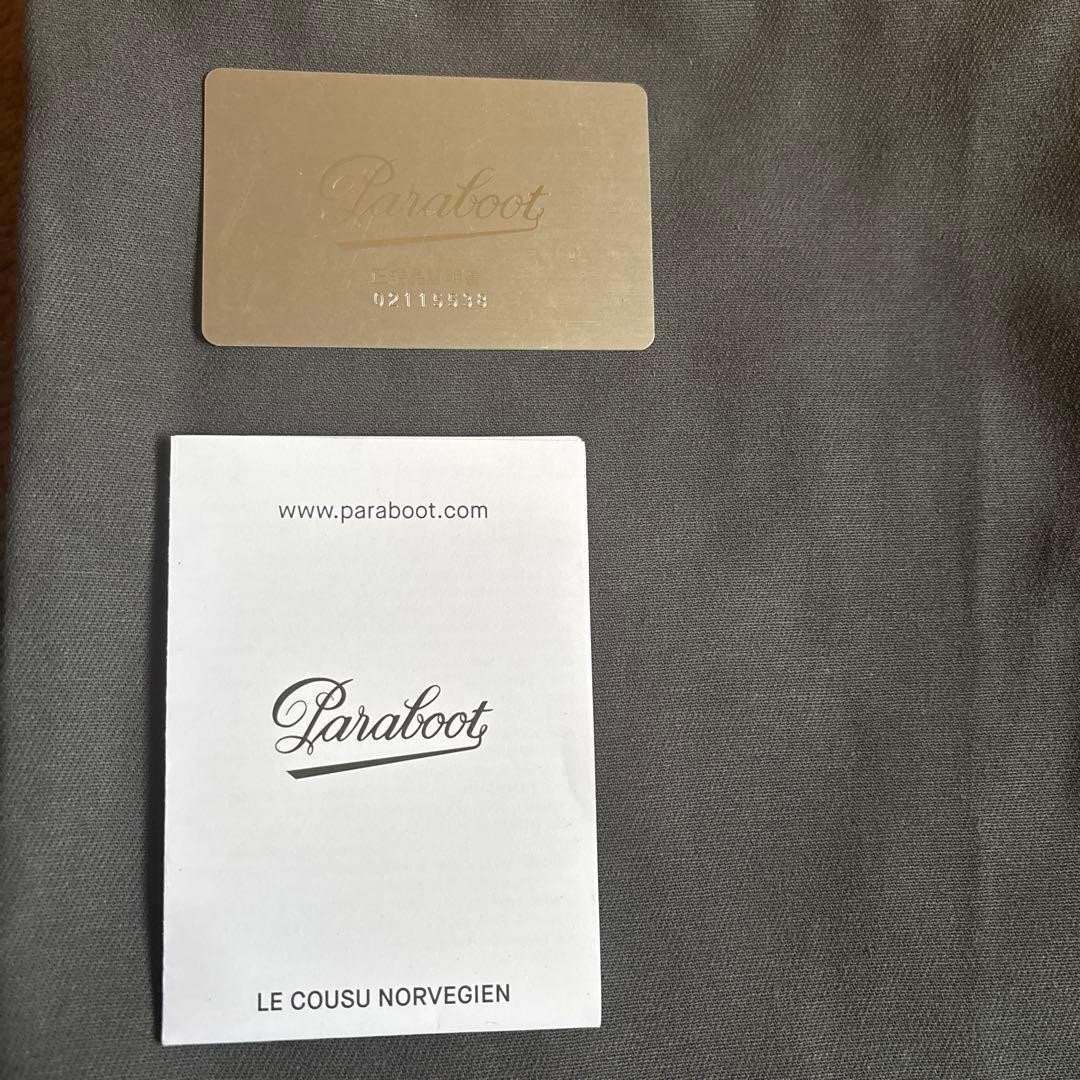 Paraboot
02115538
www.paraboot.com
Paraboot
LE COUSU NORVEGIEN